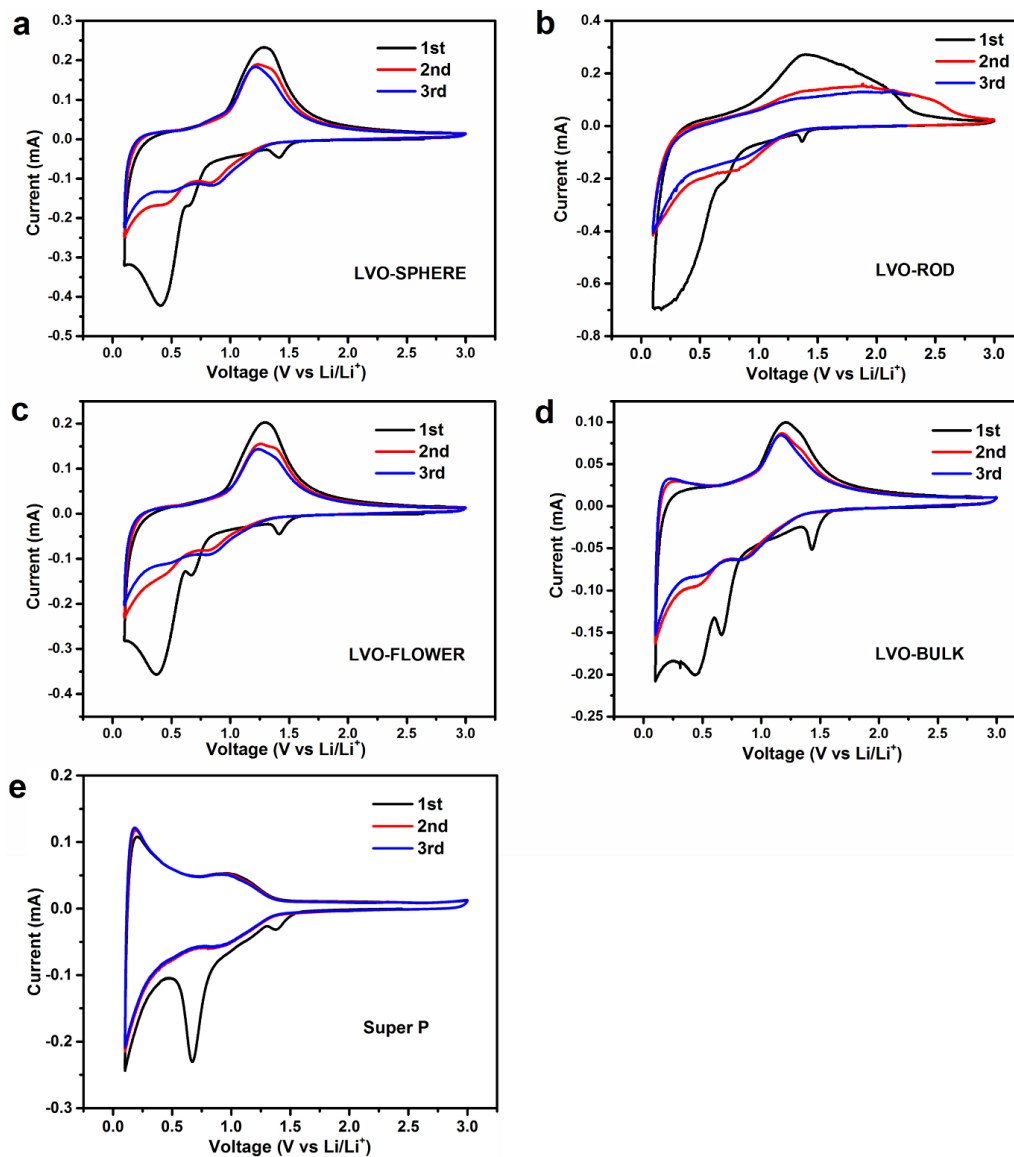 a
0.3
0.2
0.1
0.0
-0.1
-0.2
-0.3
-0.4
-0.5
Current (mA)
1st
2nd
3rd
LVO-SPHERE
0.0 0.5 1.0 1.5 2.0 2.5 3.0
Voltage (V vs Li/Li⁺)
b
0.4
0.2
0.0
-0.2
-0.4
-0.6
-0.8
Current (mA)
1st
2nd
3rd
LVO-ROD
0.0 0.5 1.0 1.5 2.0 2.5 3.0
Voltage (V vs Li/Li⁺)
c
0.2
0.1
0.0
-0.1
-0.2
-0.3
-0.4
Current (mA)
1st
2nd
3rd
LVO-FLOWER
0.0 0.5 1.0 1.5 2.0 2.5 3.0
Voltage (V vs Li/Li⁺)
d
0.10
0.05
0.00
-0.05
-0.10
-0.15
-0.20
-0.25
Current (mA)
1st
2nd
3rd
LVO-BULK
0.0 0.5 1.0 1.5 2.0 2.5 3.0
Voltage (V vs Li/Li⁺)
e
0.2
0.1
0.0
-0.1
-0.2
-0.3
Current (mA)
1st
2nd
3rd
Super P
0.0 0.5 1.0 1.5 2.0 2.5 3.0
Voltage (V vs Li/Li⁺)